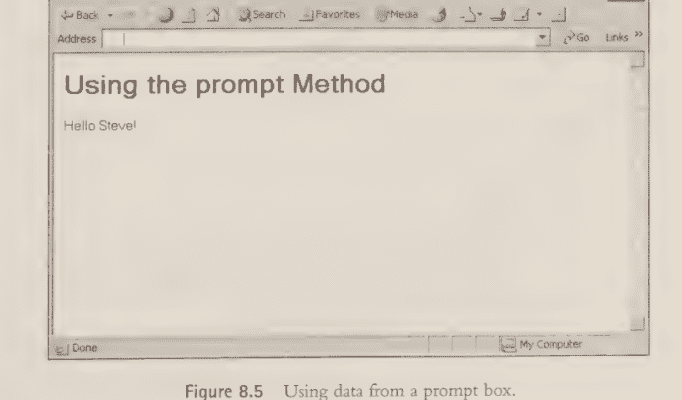 Back Search Favorites Media
Address Go Links »
Using the prompt Method
Hello Steve!
Done My Computer
Figure 8.5 Using data from a prompt box.